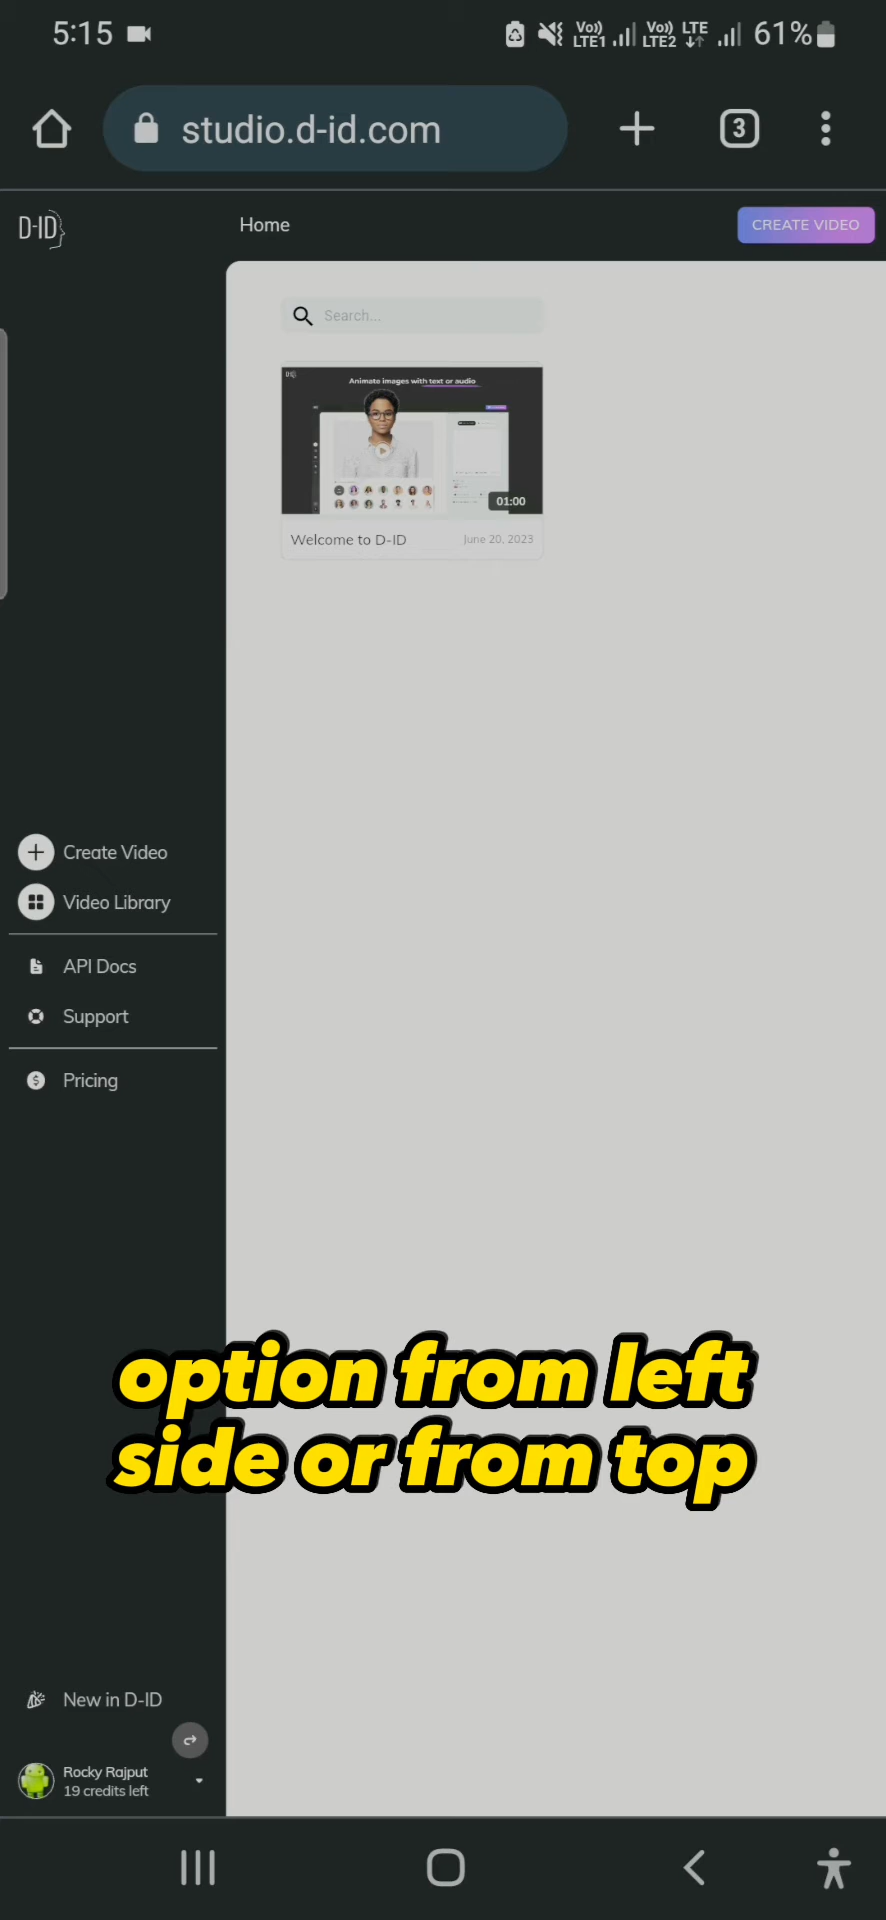 5:15
Vo)) LTE1 Vo)) LTE2 LTE 61%
studio.d-id.com
3
D-ID
Home
CREATE VIDEO
Search...
D-ID
Animate images with text or audio
01:00
Welcome to D-ID
June 20, 2023
Create Video
Video Library
API Docs
Support
Pricing
option from left
side or from top
New in D-ID
Rocky Rajput
19 credits left